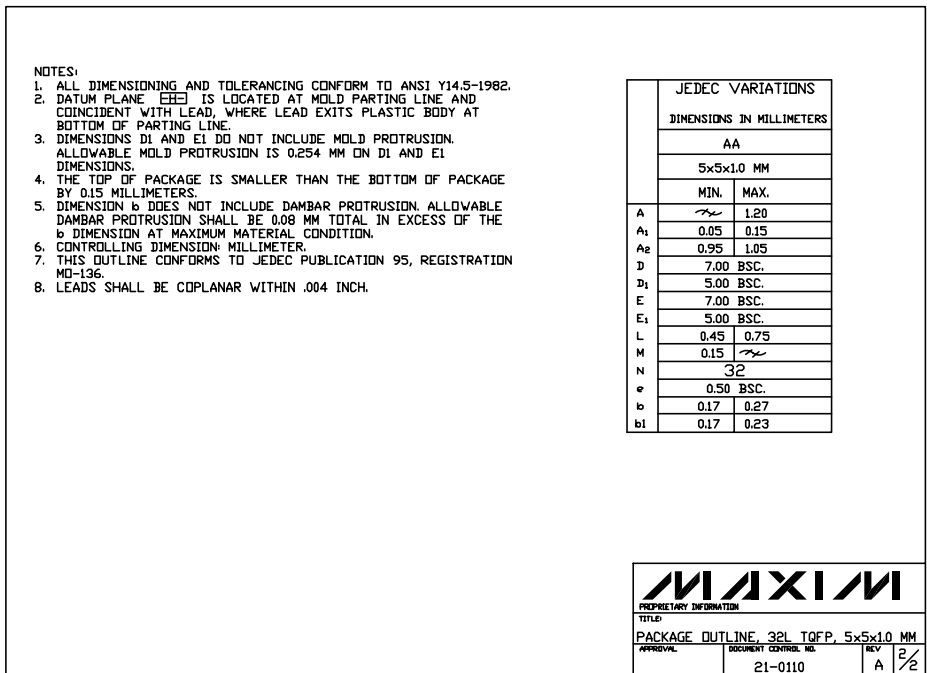 NOTES:
1. ALL DIMENSIONING AND TOLERANCING CONFORM TO ANSI Y14.5-1982.
2. DATUM PLANE -H- IS LOCATED AT MOLD PARTING LINE AND
COINCIDENT WITH LEAD, WHERE LEAD EXITS PLASTIC BODY AT
BOTTOM OF PARTING LINE.
3. DIMENSIONS D1 AND E1 DO NOT INCLUDE MOLD PROTRUSION.
ALLOWABLE MOLD PROTRUSION IS 0.254 MM ON D1 AND E1
DIMENSIONS.
4. THE TOP OF PACKAGE IS SMALLER THAN THE BOTTOM OF PACKAGE
BY 0.15 MILLIMETERS.
5. DIMENSION b DOES NOT INCLUDE DAMBAR PROTRUSION. ALLOWABLE
DAMBAR PROTRUSION SHALL BE 0.08 MM TOTAL IN EXCESS OF THE
b DIMENSION AT MAXIMUM MATERIAL CONDITION.
6. CONTROLLING DIMENSION: MILLIMETER.
7. THIS OUTLINE CONFORMS TO JEDEC PUBLICATION 95, REGISTRATION
MO-136.
8. LEADS SHALL BE COPLANAR WITHIN .004 INCH.
JEDEC VARIATIONS
DIMENSIONS IN MILLIMETERS
AA
5x5x1.0 MM
MIN. MAX.
A 1.20
A1 0.05 0.15
A2 0.95 1.05
D 7.00 BSC.
D1 5.00 BSC.
E 7.00 BSC.
E1 5.00 BSC.
L 0.45 0.75
M 0.15
N 32
e 0.50 BSC.
b 0.17 0.27
b1 0.17 0.23
MAXIM
PROPRIETARY INFORMATION
TITLE:
PACKAGE OUTLINE, 32L TQFP, 5x5x1.0 MM
APPROVAL DOCUMENT CONTROL NO. REV
21-0110 A 2/2